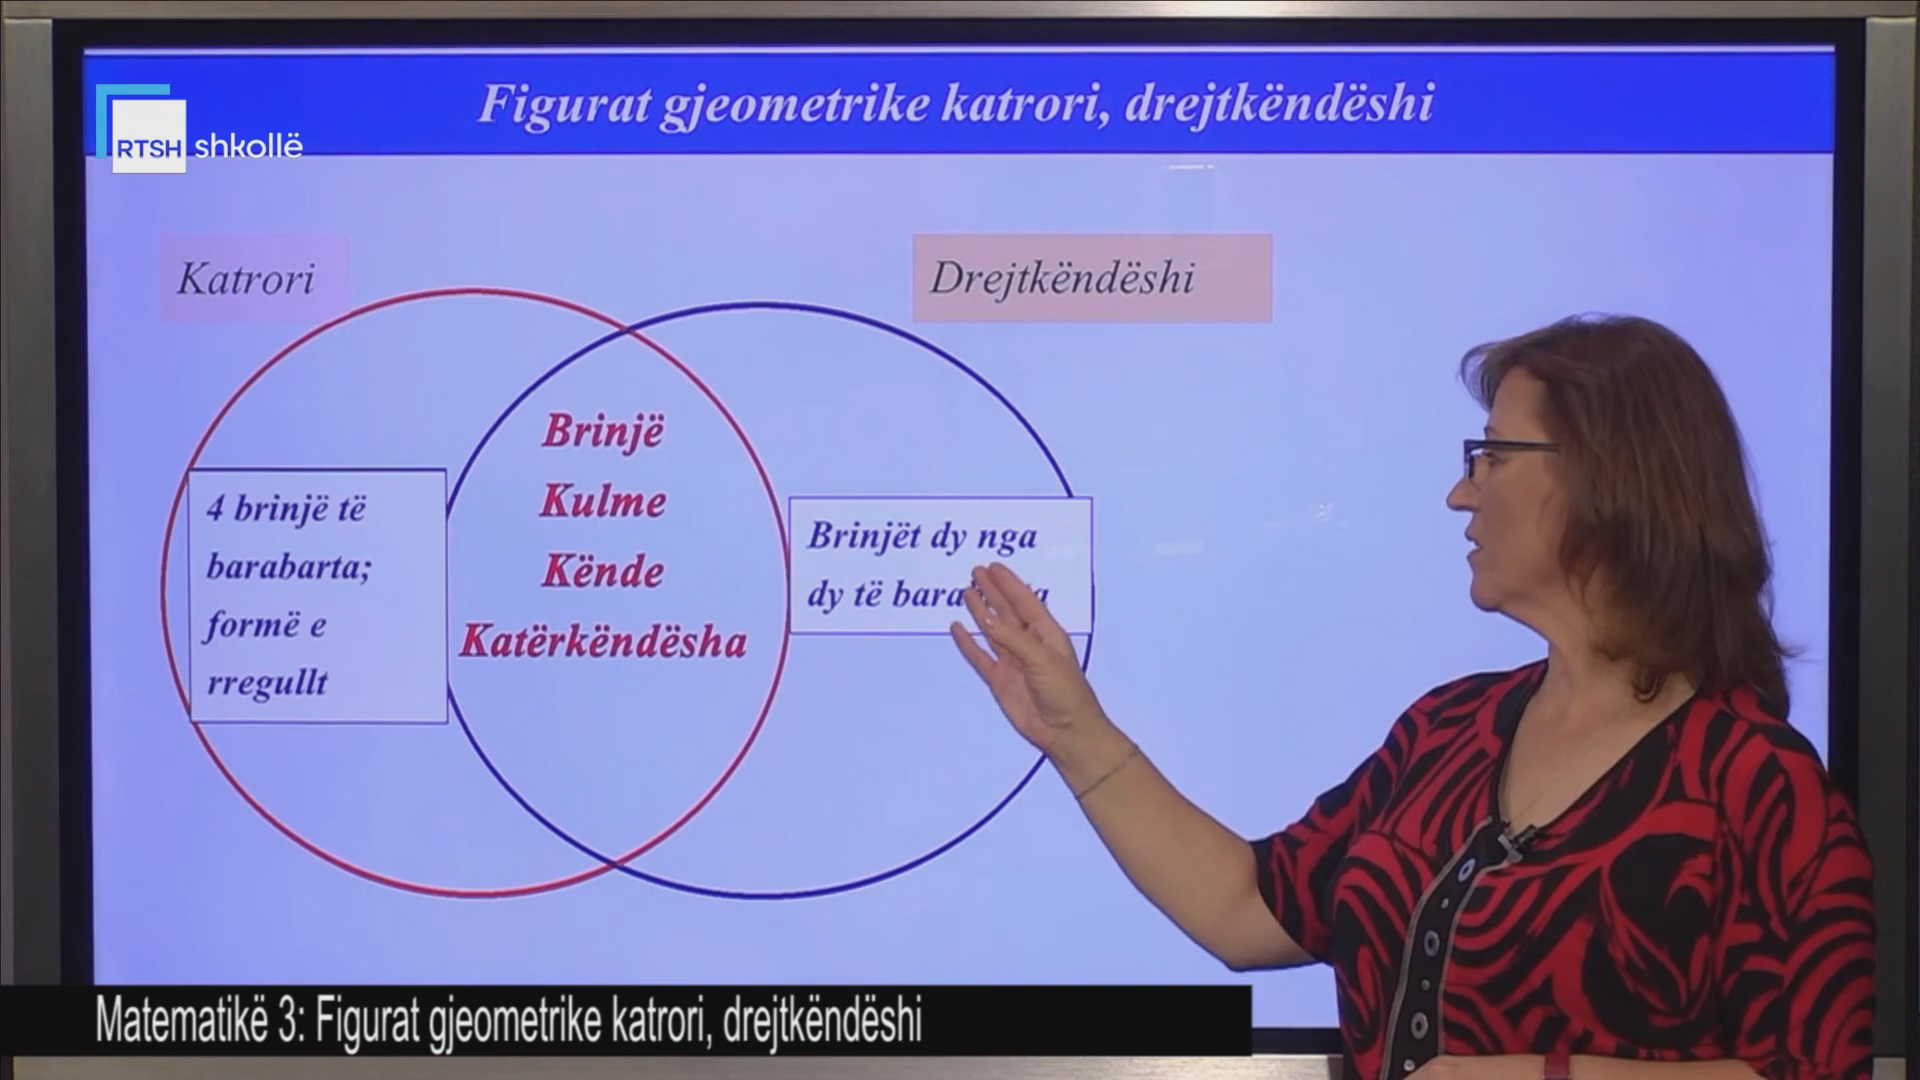 Figurat gjeometrike katrori, drejtkëndëshi
RTSH shkollë
Katrori
Drejtkëndëshi
Brinjë
Kulme
Kënde
Katërkëndësha
4 brinjë të
barabarta;
formë e
rregullt
Brinjët dy nga
dy të barabarta
Matematikë 3: Figurat gjeometrike katrori, drejtkëndëshi